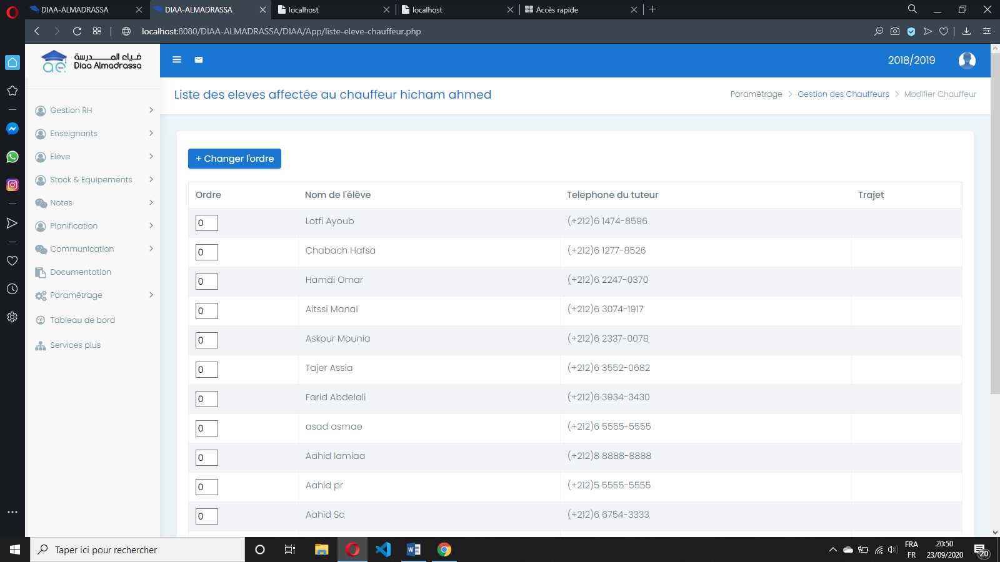 DIAA-ALMADRASSA
DIAA-ALMADRASSA
localhost
localhost
Accès rapide
localhost:8080/DIAA-ALMADRASSA/DIAA/App/liste-eleve-chauffeur.php
ضياء المـــدرسة
Diaa Almadrassa
2018/2019
Liste des eleves affectée au chauffeur hicham ahmed
Paramétrage > Gestion des Chauffeurs > Modifier Chauffeur
Gestion RH
Enseignants
Elève
Stock & Equipements
Notes
Planification
Communication
Documentation
Paramétrage
Tableau de bord
Services plus
+ Changer l'ordre
Ordre Nom de l'élève Telephone du tuteur Trajet
0 Lotfi Ayoub (+212)6 1474-8596
0 Chabach Hafsa (+212)6 1277-8526
0 Hamdi Omar (+212)6 2247-0370
0 Aitssi Manal (+212)6 3074-1917
0 Askour Mounia (+212)6 2337-0078
0 Tajer Assia (+212)6 3552-0682
0 Farid Abdelali (+212)6 3934-3430
0 asad asmae (+212)6 5555-5555
0 Aahid lamiaa (+212)8 8888-8888
0 Aahid pr (+212)5 5555-5555
0 Aahid Sc (+212)6 6754-3333
Taper ici pour rechercher
FRA
FR
20:50
23/09/2020
20